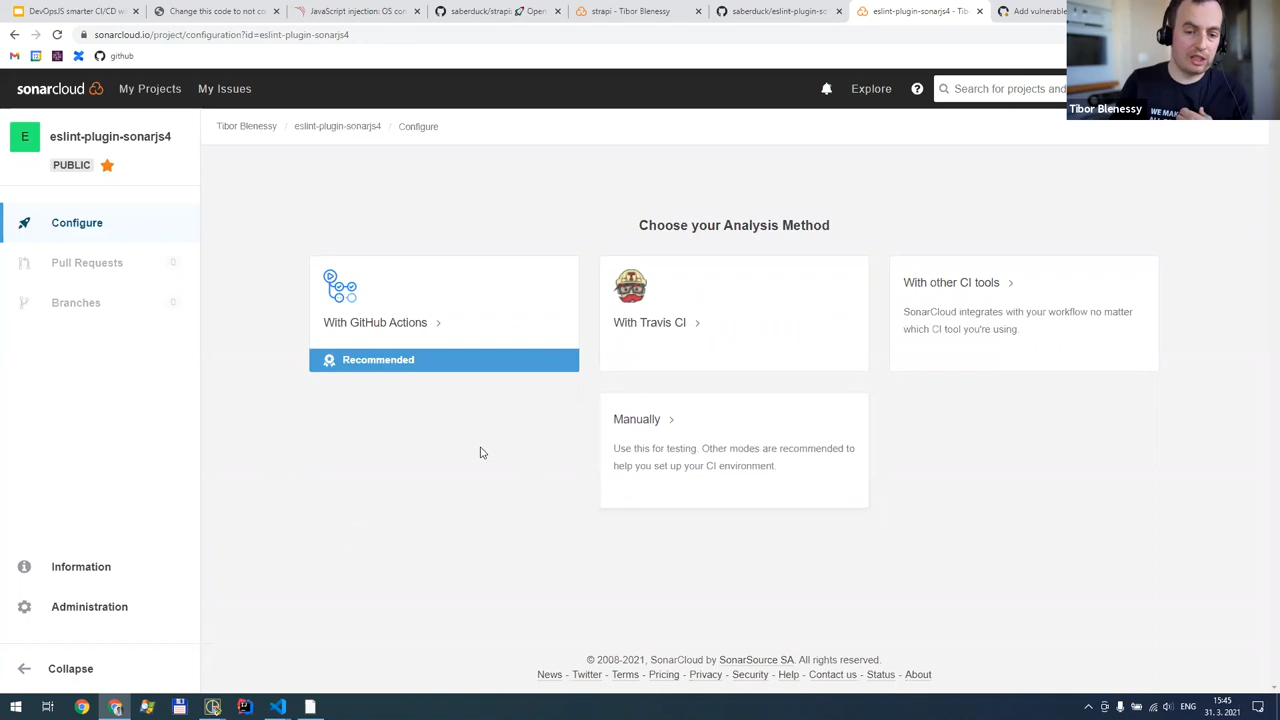 DevOpsJS smarter CI/CD w
Change this code to not co
JavaScript injection: OS con
saberduck/strapi:
Open
strapi - Tibor Blenessy
saberduck/eslint-plugin-so
eslint-plugin-sonarjs4 - Tib
Add vulnerable
sonarcloud.io/project/configuration?id=eslint-plugin-sonarjs4
github
sonarcloud
My Projects
My Issues
Explore
Search for projects and
Tibor Blenessy
WE MAK
E
eslint-plugin-sonarjs4
PUBLIC
Tibor Blenessy / eslint-plugin-sonarjs4 / Configure
Configure
Pull Requests 0
Branches 0
Choose your Analysis Method
With GitHub Actions
Recommended
With Travis CI
With other CI tools
SonarCloud integrates with your workflow no matter
which CI tool you're using.
Manually
Use this for testing. Other modes are recommended to
help you set up your CI environment.
Information
Administration
Collapse
© 2008-2021, SonarCloud by SonarSource SA. All rights reserved.
News - Twitter - Terms - Pricing - Privacy - Security - Help - Contact us - Status - About
ENG
15:45
31. 3. 2021